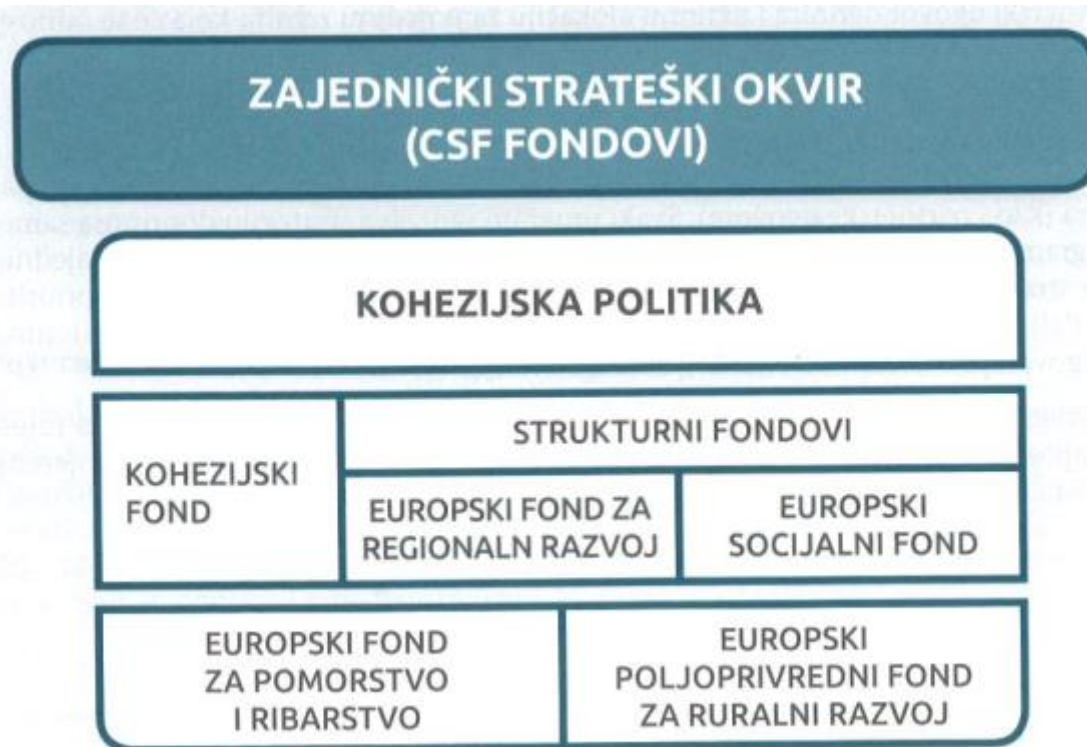 ZAJEDNIČKI STRATEŠKI OKVIR
(CSF FONDOVI)
KOHEZIJSKA POLITIKA
KOHEZIJSKI
FOND
STRUKTURNI FONDOVI
EUROPSKI FOND ZA
REGIONALN RAZVOJ
EUROPSKI
SOCIJALNI FOND
EUROPSKI FOND
ZA POMORSTVO
I RIBARSTVO
EUROPSKI
POLJOPRIVREDNI FOND
ZA RURALNI RAZVOJ